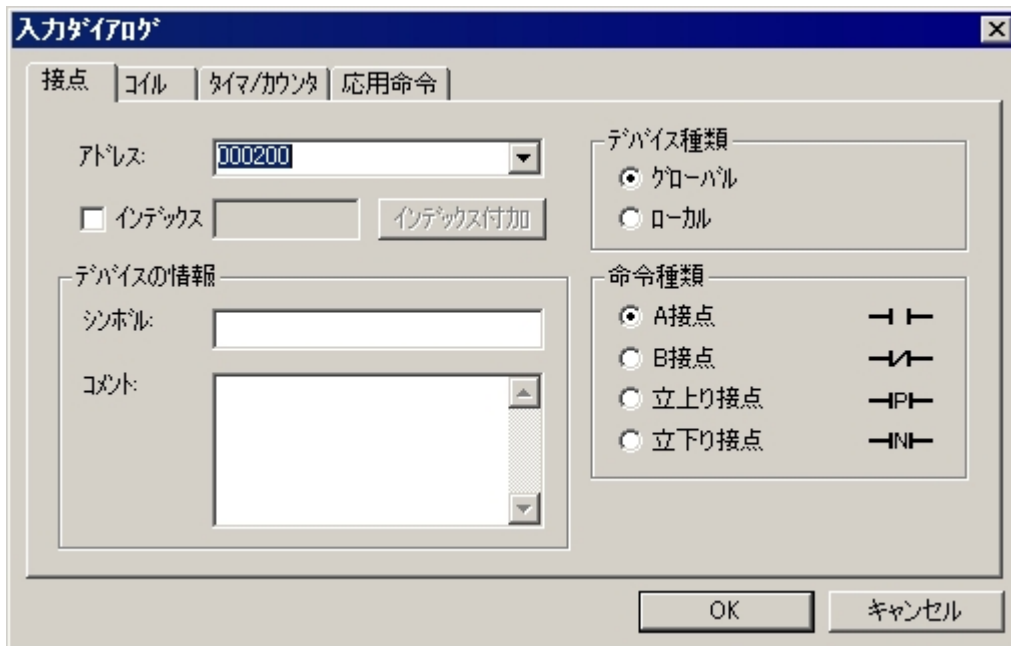 入力ﾀﾞｲｱﾛｸﾞ
接点
ｺｲﾙ
ﾀｲﾏ/ｶｳﾝﾀ
応用命令
ｱﾄﾞﾚｽ:
000200
インデックス
インデックス付加
デバイスの情報
シンボル:
コメント:
デバイス種類
グローバル
ローカル
命令種類
A接点
B接点
立上り接点
P
立下り接点
N
OK
キャンセル